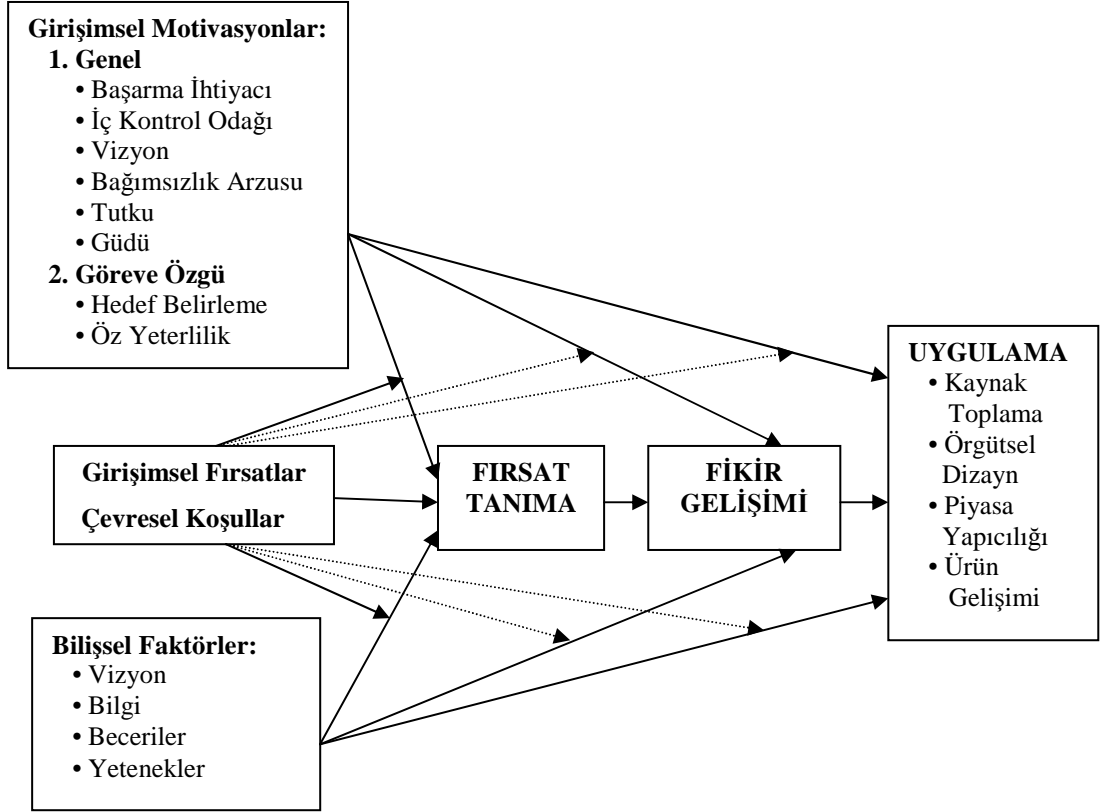 Girişimsel Motivasyonlar:
1. Genel
• Başarma İhtiyacı
• İç Kontrol Odağı
• Vizyon
• Bağımsızlık Arzusu
• Tutku
• Güdü
2. Göreve Özgü
• Hedef Belirleme
• Öz Yeterlilik
Girişimsel Fırsatlar
Çevresel Koşullar
Bilişsel Faktörler:
• Vizyon
• Bilgi
• Beceriler
• Yetenekler
FIRSAT
TANIMA
FİKİR
GELİŞİMİ
UYGULAMA
• Kaynak
Toplama
• Örgütsel
Dizayn
• Piyasa
Yapıcılığı
• Ürün
Gelişimi